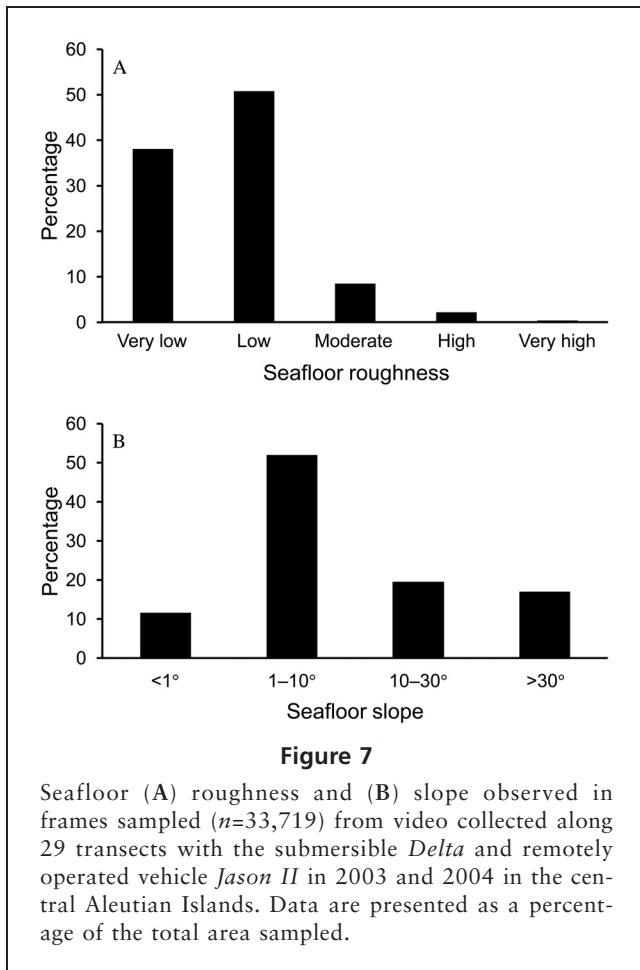 60
50
40
30
20
10
0
A
Percentage
Very low Low Moderate High Very high
Seafloor roughness
60
50
40
30
20
10
0
B
Percentage
<1° 1–10° 10–30° >30°
Seafloor slope
Figure 7
Seafloor (A) roughness and (B) slope observed in
frames sampled (n=33,719) from video collected along
29 transects with the submersible Delta and remotely
operated vehicle Jason II in 2003 and 2004 in the cen-
tral Aleutian Islands. Data are presented as a percent-
age of the total area sampled.